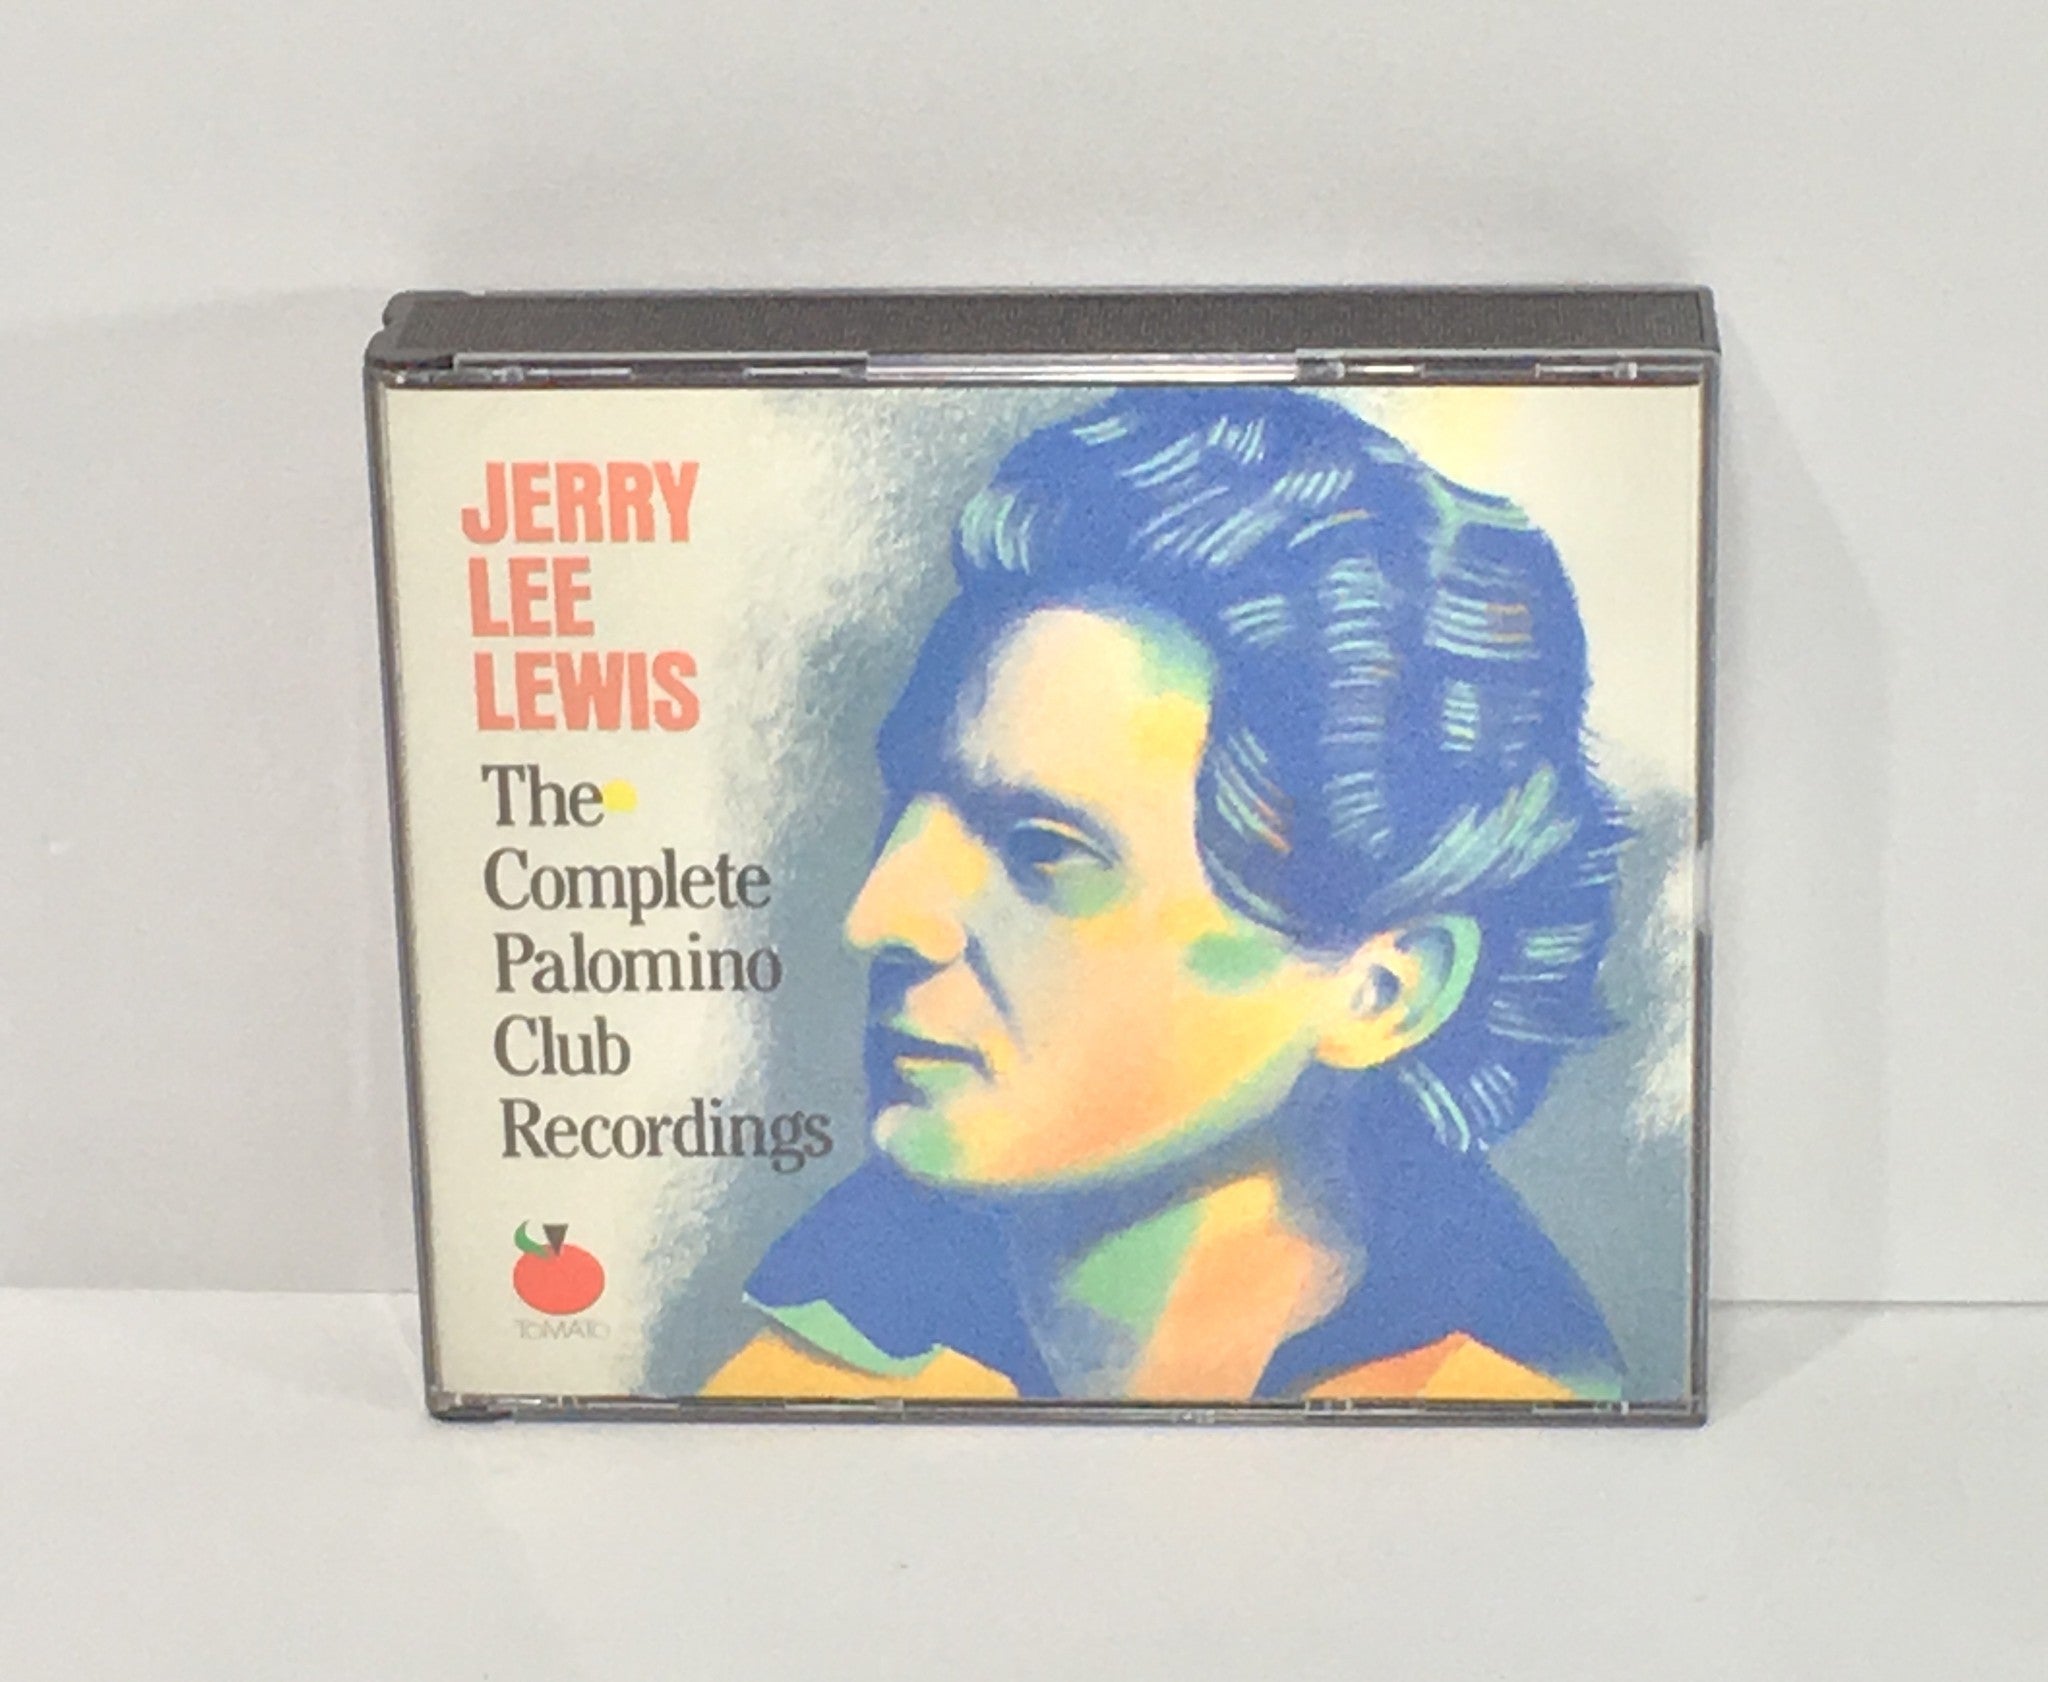 JERRY
LEE
LEWIS
The
Complete
Palomino
Club
Recordings
ToMATo